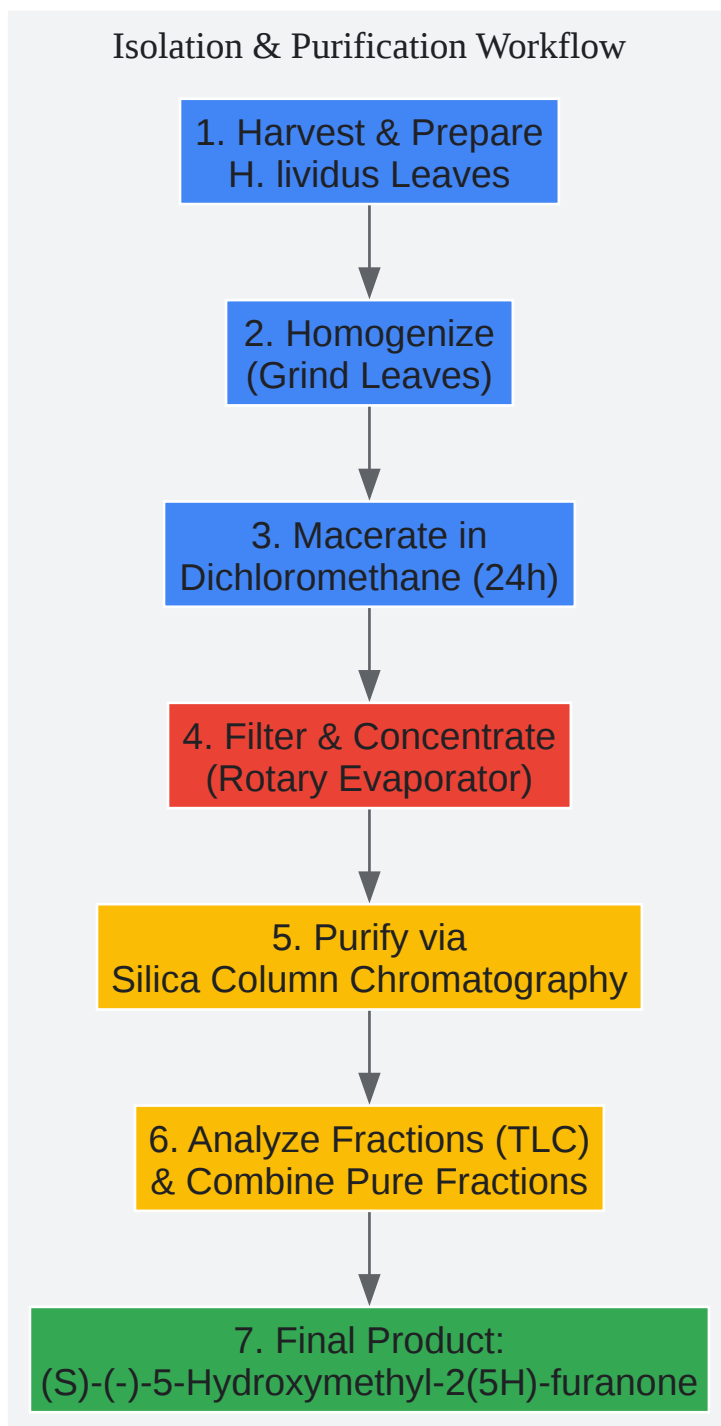 Isolation & Purification Workflow
1. Harvest & Prepare
H. lividus Leaves
2. Homogenize
(Grind Leaves)
3. Macerate in
Dichloromethane (24h)
4. Filter & Concentrate
(Rotary Evaporator)
5. Purify via
Silica Column Chromatography
6. Analyze Fractions (TLC)
& Combine Pure Fractions
7. Final Product:
(S)-(-)-5-Hydroxymethyl-2(5H)-furanone